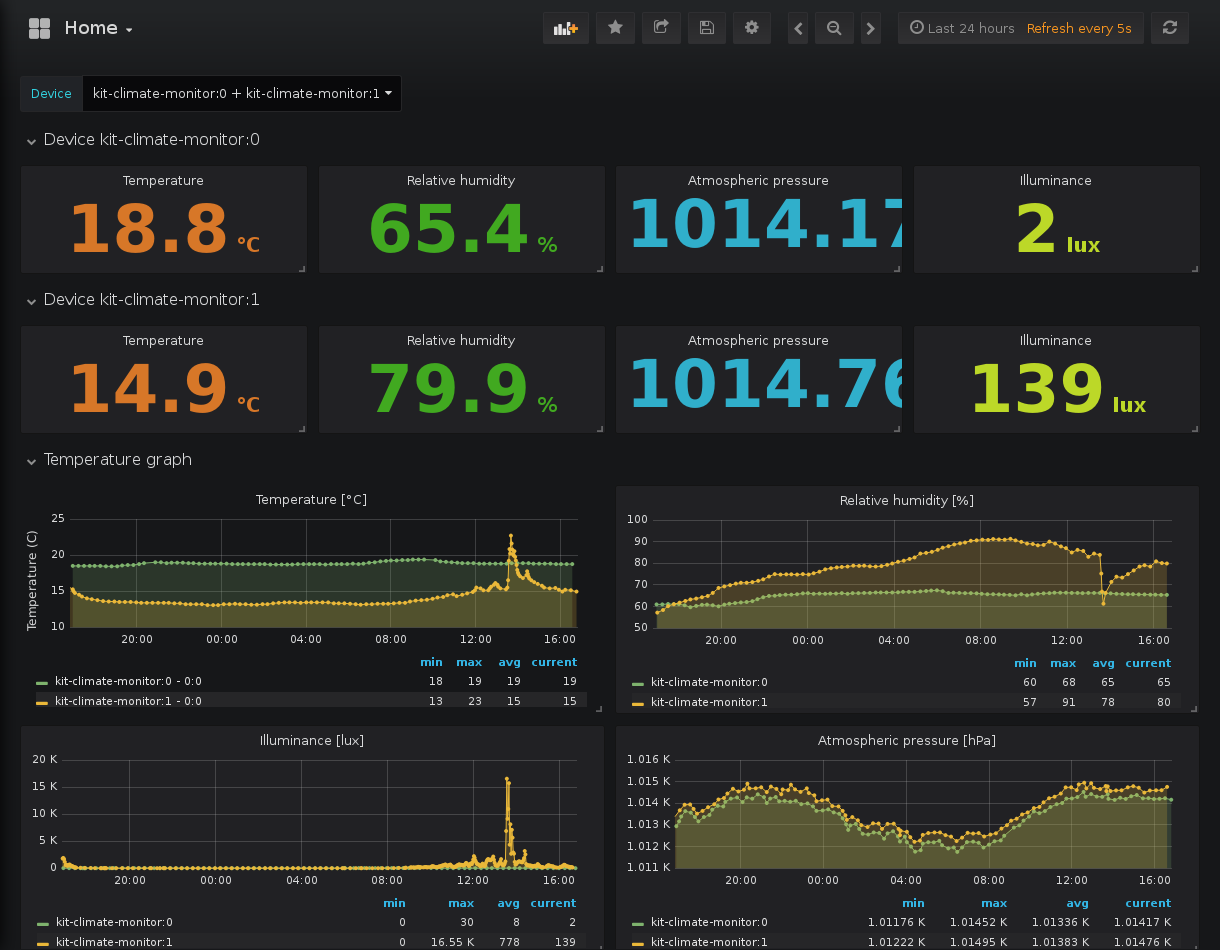 Home
Last 24 hours Refresh every 5s
Device kit-climate-monitor:0 + kit-climate-monitor:1
Device kit-climate-monitor:0
Temperature Relative humidity Atmospheric pressure Illuminance
18.8 °C 65.4 % 1014.17 2 lux
Device kit-climate-monitor:1
Temperature Relative humidity Atmospheric pressure Illuminance
14.9 °C 79.9 % 1014.76 139 lux
Temperature graph
Temperature [°C]
Temperature (C)
25
20
15
10
20:00 00:00 04:00 08:00 12:00 16:00
min max avg current
kit-climate-monitor:0 - 0:0 18 19 19 19
kit-climate-monitor:1 - 0:0 13 23 15 15
Relative humidity [%]
100
90
80
70
60
50
20:00 00:00 04:00 08:00 12:00 16:00
min max avg current
kit-climate-monitor:0 60 68 65 65
kit-climate-monitor:1 57 91 78 80
Illuminance [lux]
20 K
15 K
10 K
5 K
0
20:00 00:00 04:00 08:00 12:00 16:00
min max avg current
kit-climate-monitor:0 0 30 8 2
kit-climate-monitor:1 0 16.55 K 778 139
Atmospheric pressure [hPa]
1.016 K
1.015 K
1.014 K
1.013 K
1.012 K
1.011 K
20:00 00:00 04:00 08:00 12:00 16:00
min max avg current
kit-climate-monitor:0 1.01176 K 1.01452 K 1.01336 K 1.01417 K
kit-climate-monitor:1 1.01222 K 1.01495 K 1.01383 K 1.01476 K